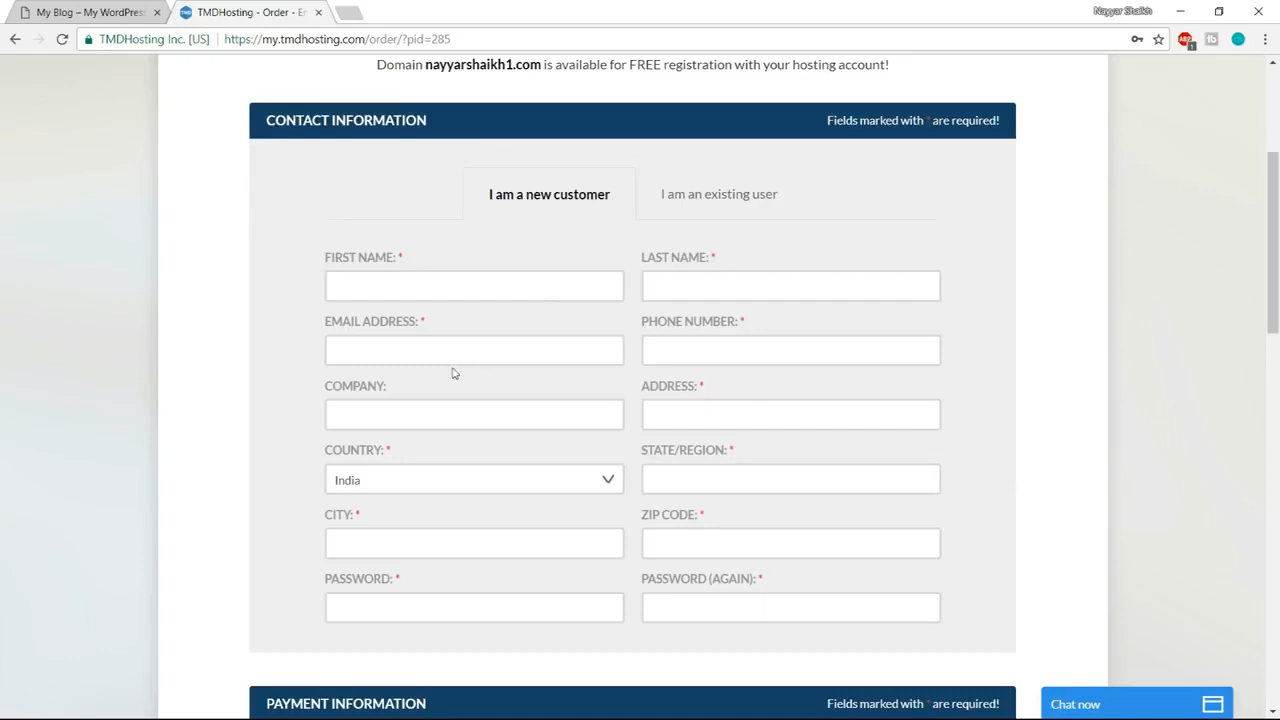 My Blog – My WordPres
TMDHosting - Order - En
Nayyar Shaikh
TMDHosting Inc. [US]
https://my.tmdhosting.com/order/?pid=285
Domain nayyarshaikh1.com is available for FREE registration with your hosting account!
CONTACT INFORMATION
Fields marked with * are required!
I am a new customer
I am an existing user
FIRST NAME: *
LAST NAME: *
EMAIL ADDRESS: *
PHONE NUMBER: *
COMPANY:
ADDRESS: *
COUNTRY: *
STATE/REGION: *
India
CITY: *
ZIP CODE: *
PASSWORD: *
PASSWORD (AGAIN): *
PAYMENT INFORMATION
Fields marked with * are required!
Chat now